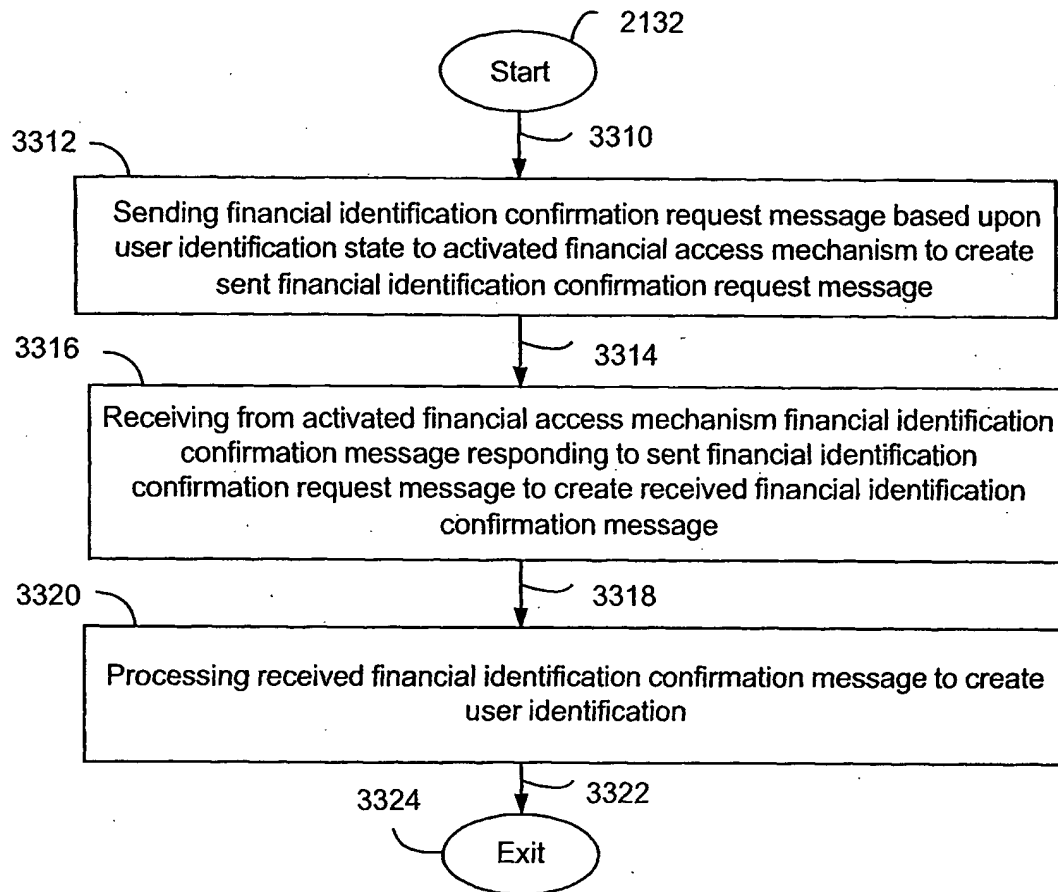 2132
Start
3310
3312
Sending financial identification confirmation request message based upon
user identification state to activated financial access mechanism to create
sent financial identification confirmation request message
3314
3316
Receiving from activated financial access mechanism financial identification
confirmation message responding to sent financial identification
confirmation request message to create received financial identification
confirmation message
3318
3320
Processing received financial identification confirmation message to create
user identification
3322
3324
Exit